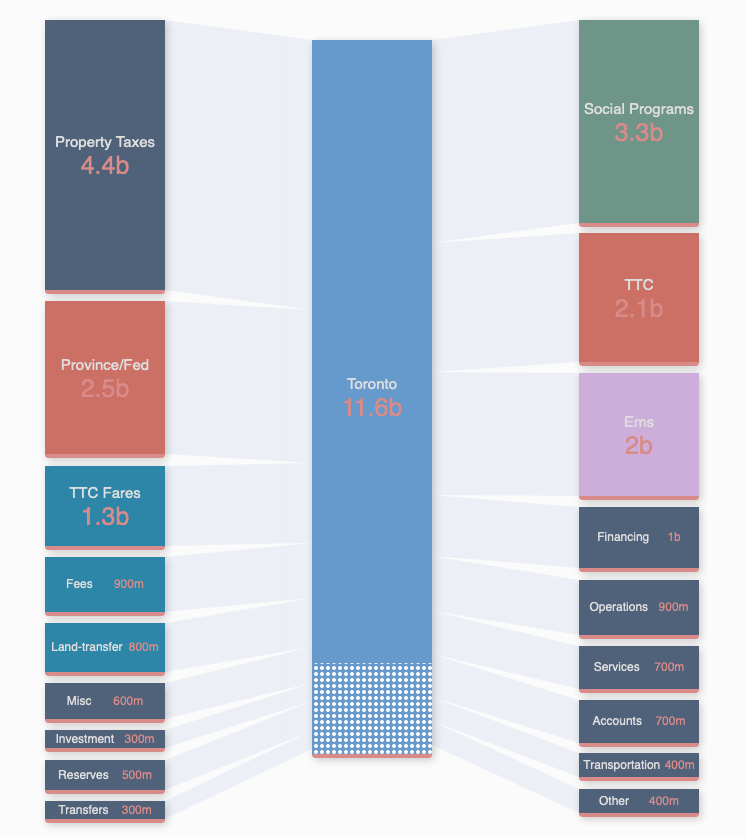 Property Taxes
4.4b
Province/Fed
2.5b
TTC Fares
1.3b
Fees 900m
Land-transfer 800m
Misc 600m
Investment 300m
Reserves 500m
Transfers 300m
Toronto
11.6b
Social Programs
3.3b
TTC
2.1b
Ems
2b
Financing 1b
Operations 900m
Services 700m
Accounts 700m
Transportation 400m
Other 400m